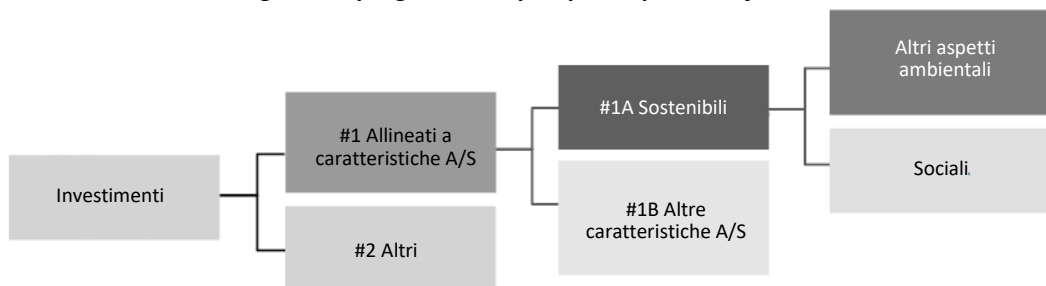 Investimenti
#1 Allineati a
caratteristiche A/S
#2 Altri
#1A Sostenibili
#1B Altre
caratteristiche A/S
Altri aspetti
ambientali
Sociali.